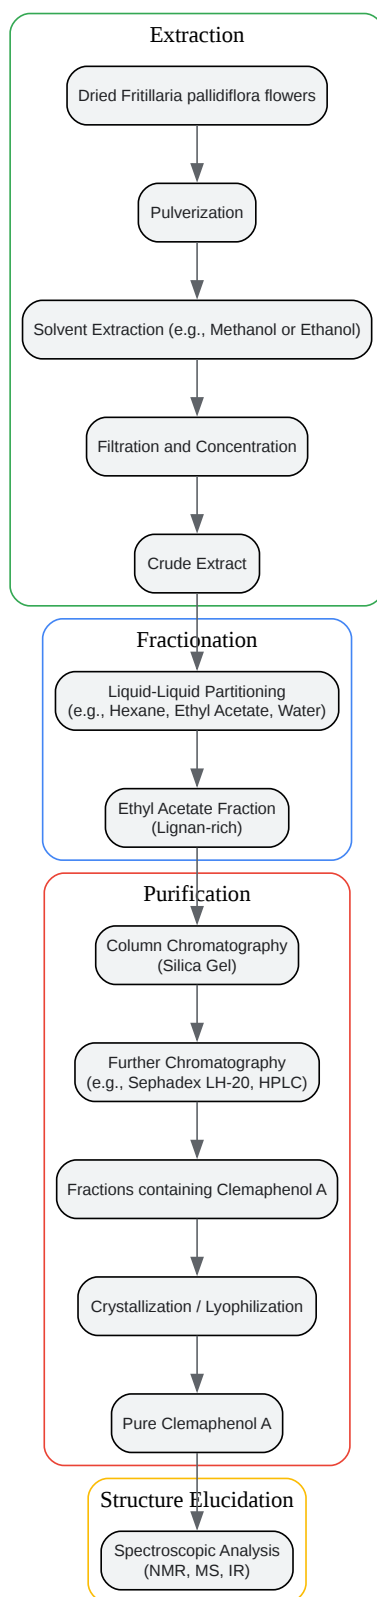 Extraction
Dried Fritillaria pallidiflora flowers
Pulverization
Solvent Extraction (e.g., Methanol or Ethanol)
Filtration and Concentration
Crude Extract
Fractionation
Liquid-Liquid Partitioning
(e.g., Hexane, Ethyl Acetate, Water)
Ethyl Acetate Fraction
(Lignan-rich)
Purification
Column Chromatography
(Silica Gel)
Further Chromatography
(e.g., Sephadex LH-20, HPLC)
Fractions containing Clemaphenol A
Crystallization / Lyophilization
Pure Clemaphenol A
Structure Elucidation
Spectroscopic Analysis
(NMR, MS, IR)